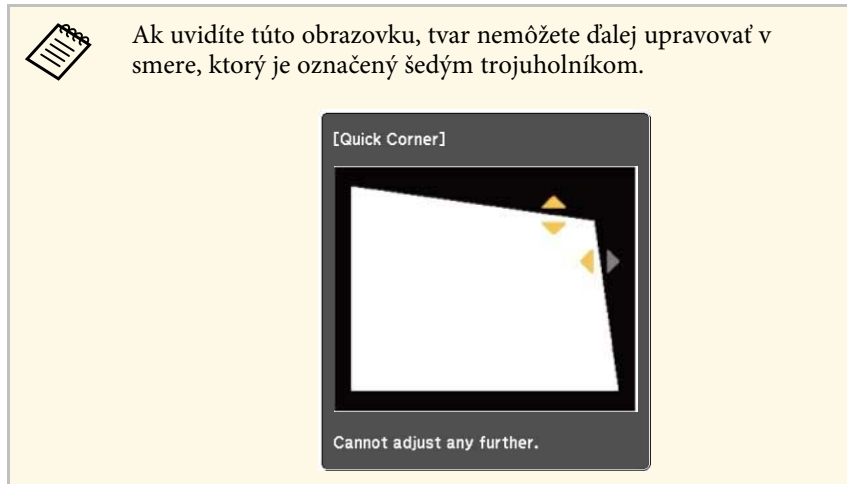 Ak uvidíte túto obrazovku, tvar nemôžete ďalej upravovať v
smere, ktorý je označený šedým trojuholníkom.
[Quick Corner]
Cannot adjust any further.